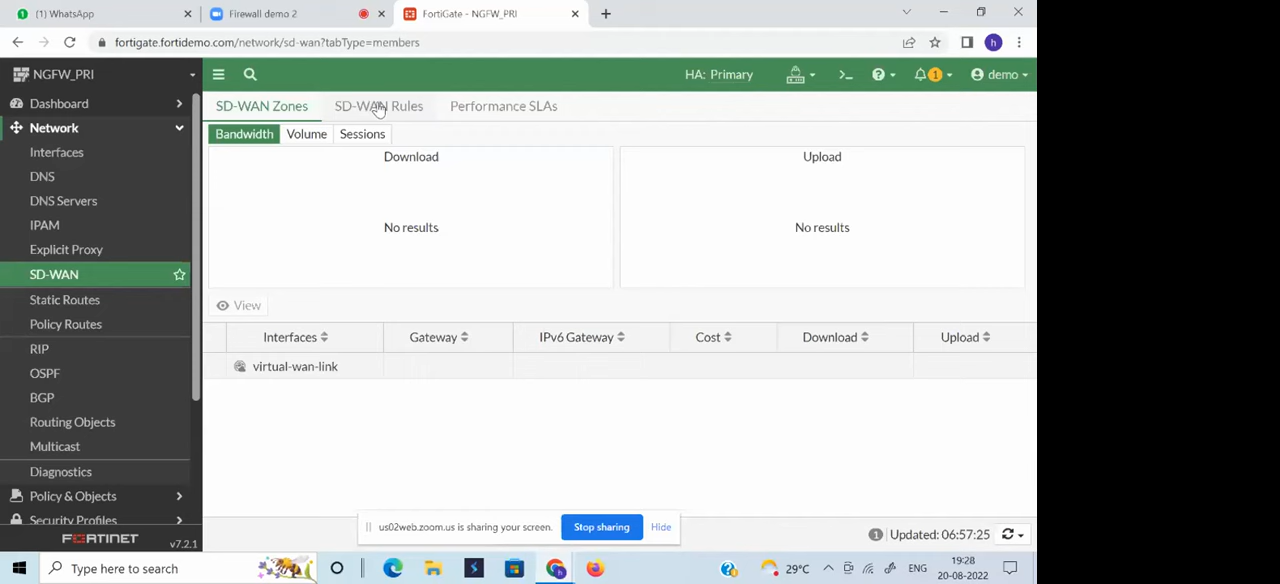 (1) WhatsApp
Firewall demo 2
FortiGate - NGFW_PRI
fortigate.fortidemo.com/network/sd-wan?tabType=members
h
NGFW_PRI
HA: Primary
1
demo
Dashboard
Network
Interfaces
DNS
DNS Servers
IPAM
Explicit Proxy
SD-WAN
Static Routes
Policy Routes
RIP
OSPF
BGP
Routing Objects
Multicast
Diagnostics
Policy & Objects
Security Profiles
FORTINET
v7.2.1
SD-WAN Zones SD-WAN Rules Performance SLAs
Bandwidth Volume Sessions
Download Upload
No results No results
View
Interfaces Gateway IPv6 Gateway Cost Download Upload
virtual-wan-link
us02web.zoom.us is sharing your screen. Stop sharing Hide
1 Updated: 06:57:25
Type here to search
29°C
ENG
19:28
20-08-2022